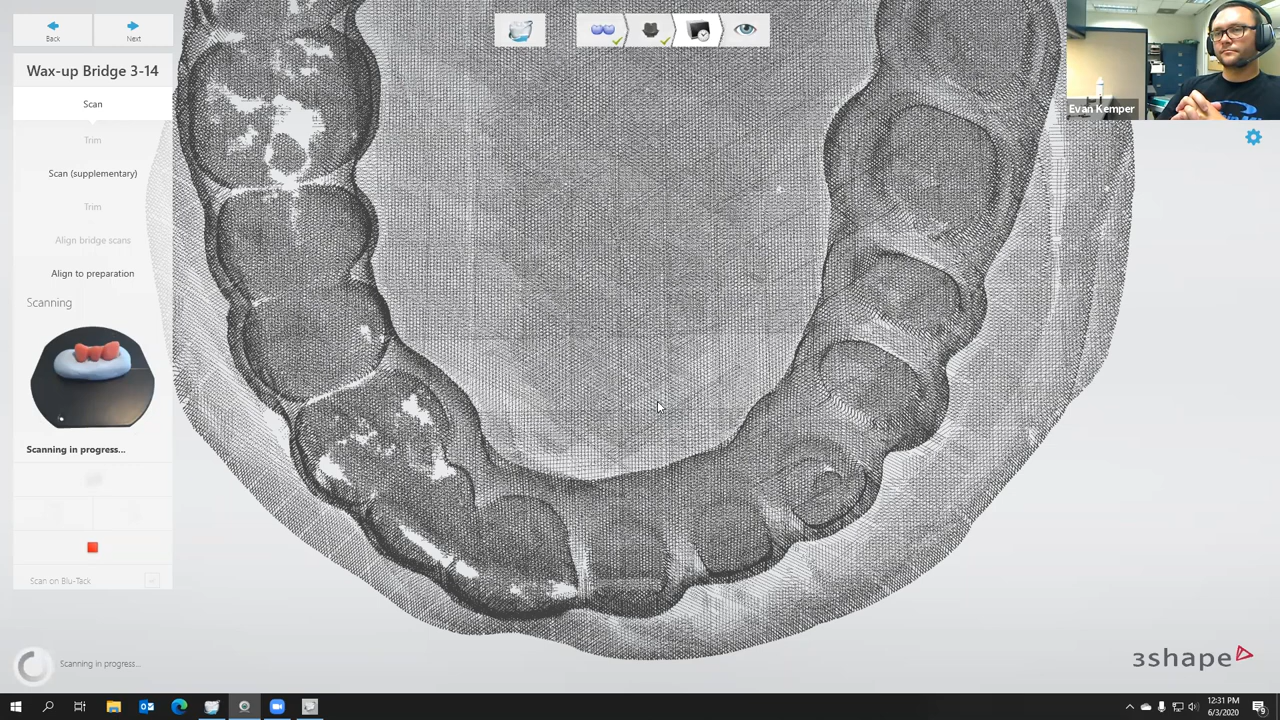 Back
Next
Wax-up Bridge 3-14
Scan
Trim
Scan (supplementary)
Trim
Align bridge scans
Align to preparation
Scanning
Scanning in progress...
Scan on Blu-Tack
Scanning in progress...
Evan Kemper
3shape
12:31 PM
6/3/2020
9